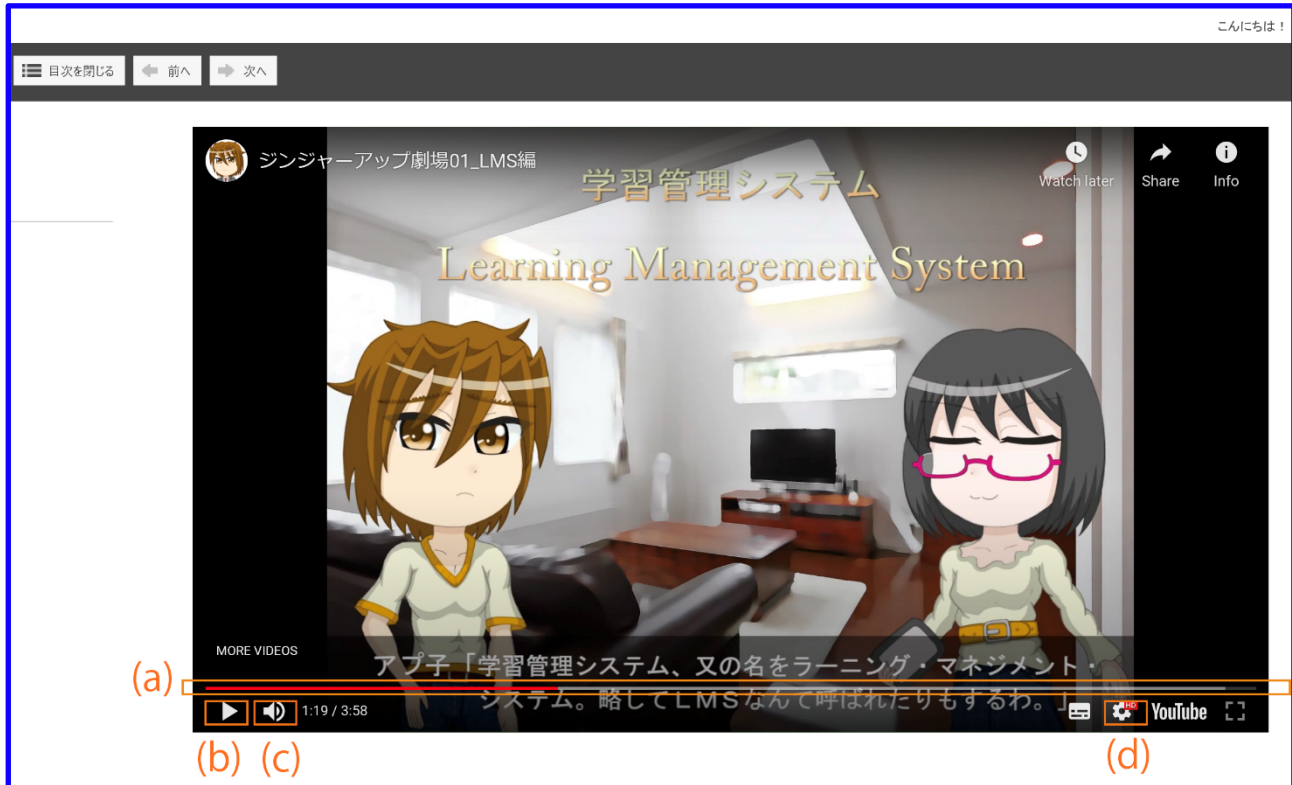 こんにちは！
目次を閉じる 前へ 次へ
ジンジャーアップ劇場01_LMS編
Watch later Share Info
学習管理システム
Learning Management System
MORE VIDEOS
アプ子「学習管理システム、又の名をラーニング・マネジメント・
システム。略してＬＭＳなんて呼ばれたりもするわ。」
(a)
1:19 / 3:58
HD
YouTube
(b) (c) (d)